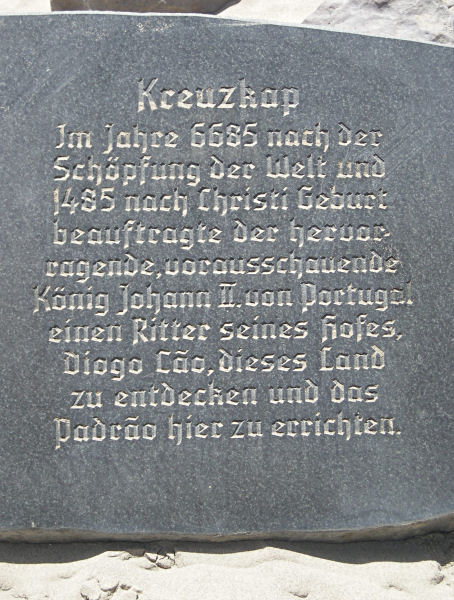 Kreuzkap
Im Jahre 6685 nach der
Schöpfung der Welt und
1485 nach Christi Geburt
beauftragte der hervor-
ragende, vorausschauende
König Johann II. von Portugal
einen Ritter seines Hofes,
Diogo Cão, dieses Land
zu entdecken und das
Padrão hier zu errichten.